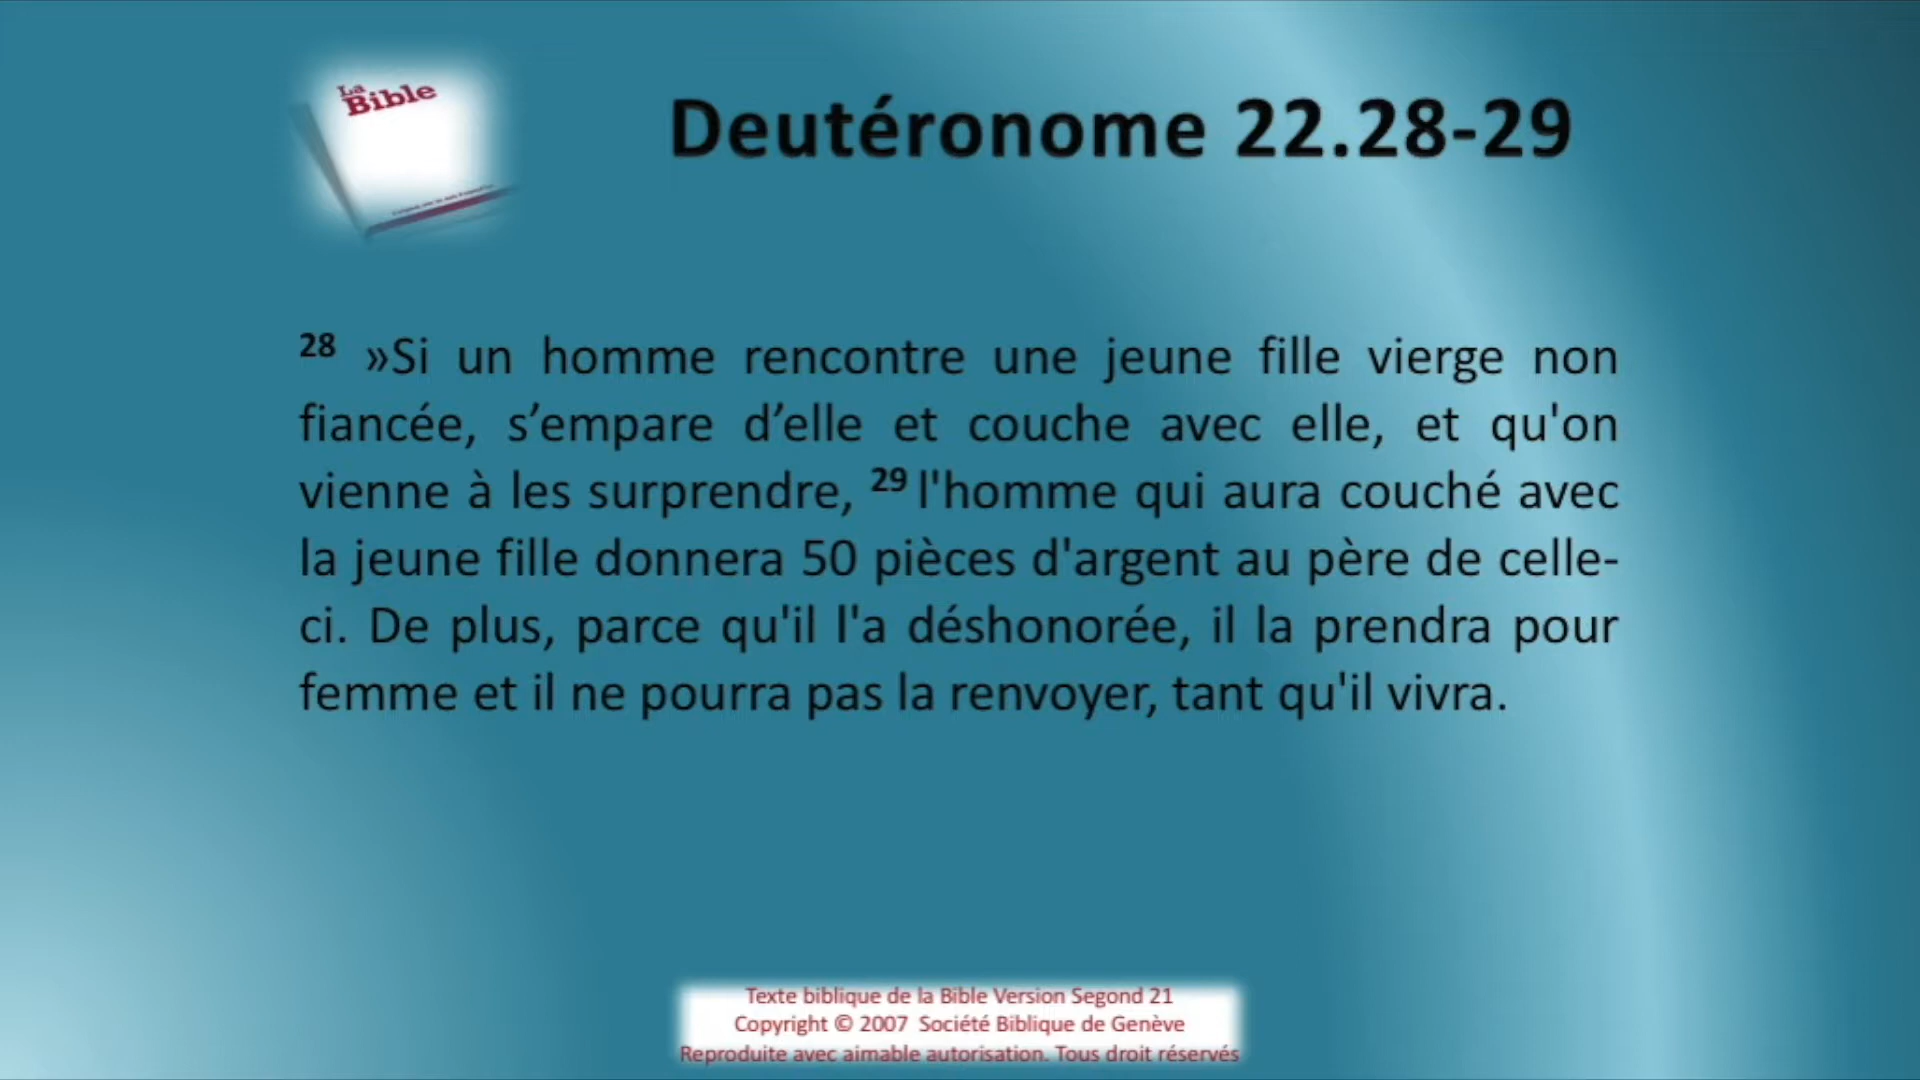 La
Bible
Deutéronome 22.28-29
28 »Si un homme rencontre une jeune fille vierge non
fiancée, s’empare d’elle et couche avec elle, et qu'on
vienne à les surprendre, 29 l'homme qui aura couché avec
la jeune fille donnera 50 pièces d'argent au père de celle-
ci. De plus, parce qu'il l'a déshonorée, il la prendra pour
femme et il ne pourra pas la renvoyer, tant qu'il vivra.
Texte biblique de la Bible Version Segond 21
Copyright © 2007 Société Biblique de Genève
Reproduite avec aimable autorisation. Tous droit réservés